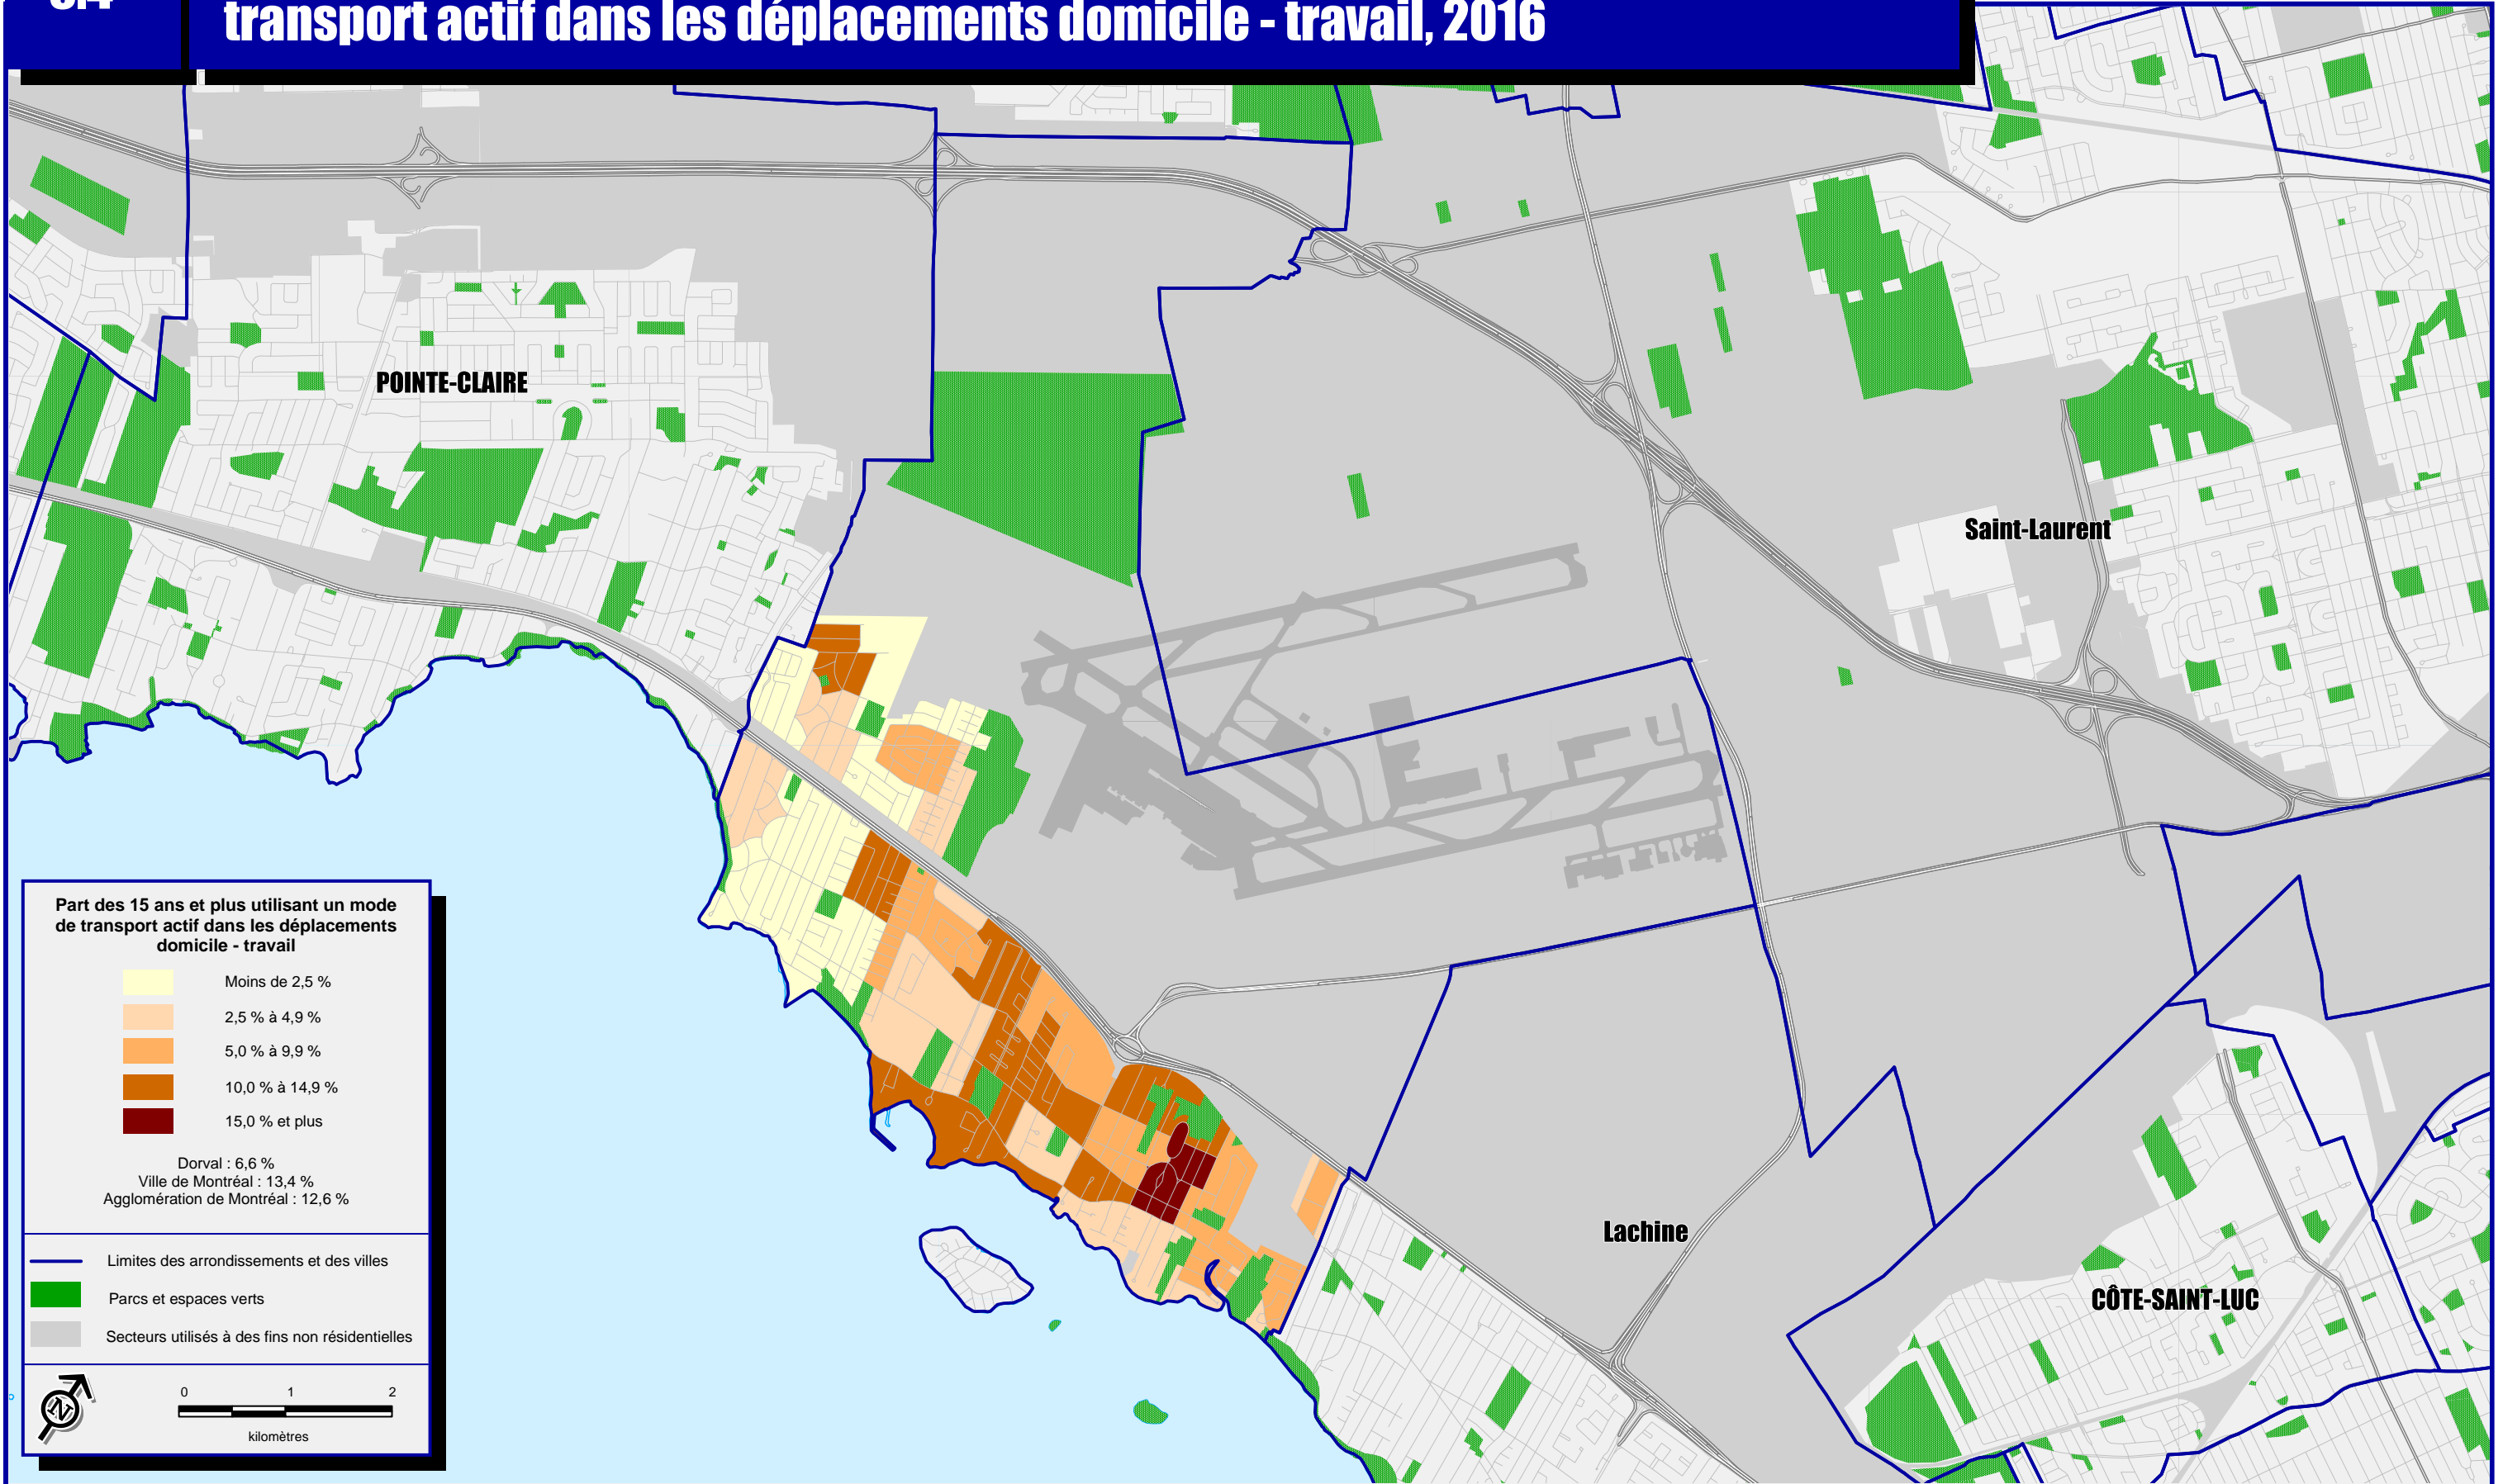 transport actif dans les déplacements domicile - travail, 2016
POINTE-CLAIRE
Saint-Laurent
Lachine
CÔTE-SAINT-LUC
Part des 15 ans et plus utilisant un mode
de transport actif dans les déplacements
domicile - travail
Moins de 2,5 %
2,5 % à 4,9 %
5,0 % à 9,9 %
10,0 % à 14,9 %
15,0 % et plus
Dorval : 6,6 %
Ville de Montréal : 13,4 %
Agglomération de Montréal : 12,6 %
Limites des arrondissements et des villes
Parcs et espaces verts
Secteurs utilisés à des fins non résidentielles
N
0 1 2
kilomètres